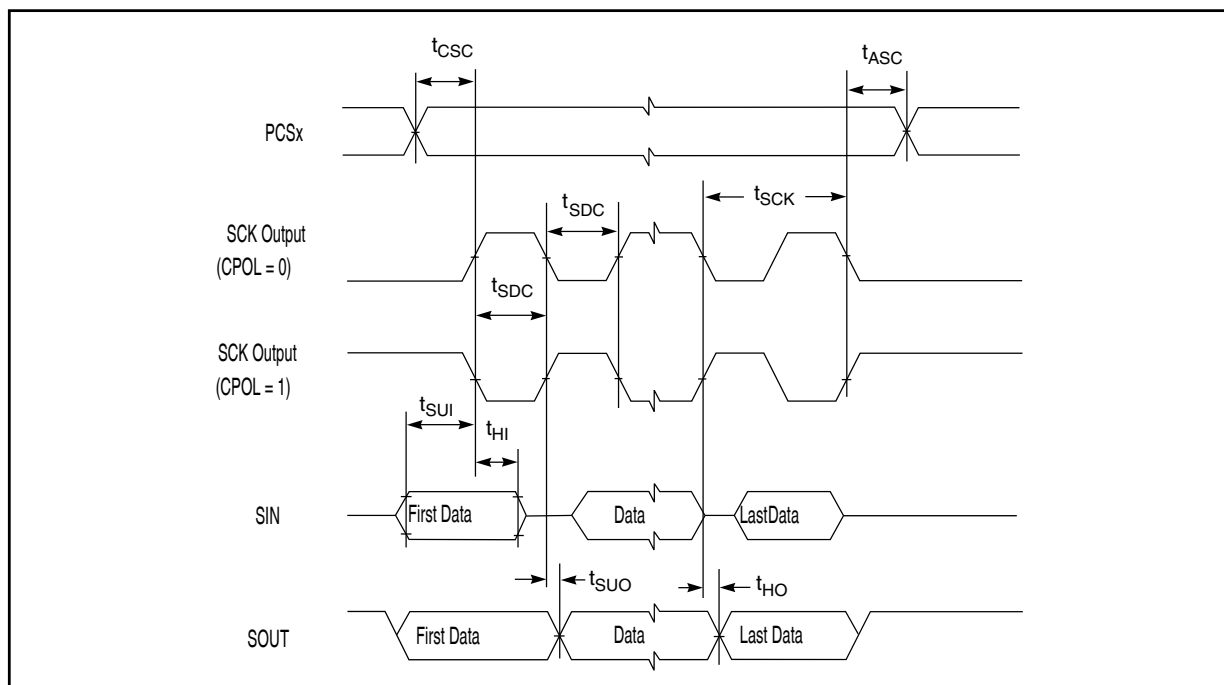 tCSC
tASC
PCSx
tSCK
tSDC
SCK Output
(CPOL = 0)
tSDC
SCK Output
(CPOL = 1)
tSUI
tHI
SIN
First Data
Data
LastData
tSUO
tHO
SOUT
First Data
Data
Last Data